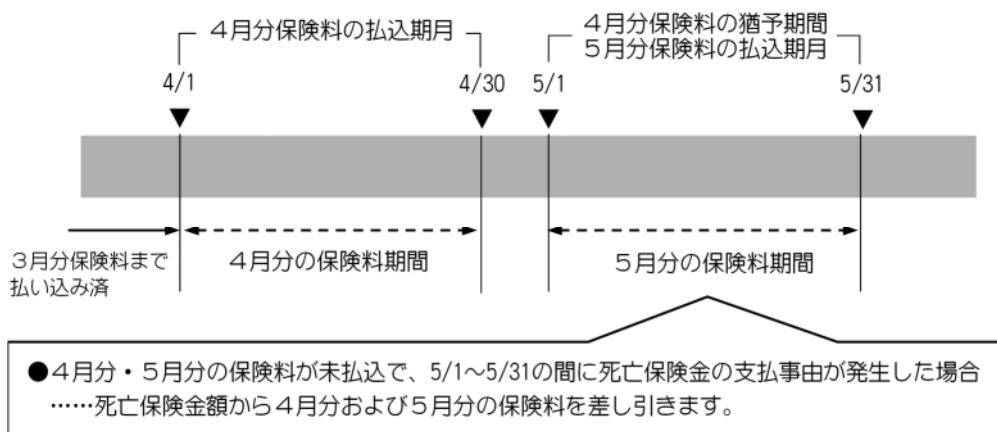 ４月分保険料の払込期月
４月分保険料の猶予期間
５月分保険料の払込期月
4/1
4/30
5/1
5/31
３月分保険料まで
払い込み済
４月分の保険料期間
５月分の保険料期間
●４月分・５月分の保険料が未払込で、5/1～5/31の間に死亡保険金の支払事由が発生した場合
……死亡保険金額から４月分および５月分の保険料を差し引きます。